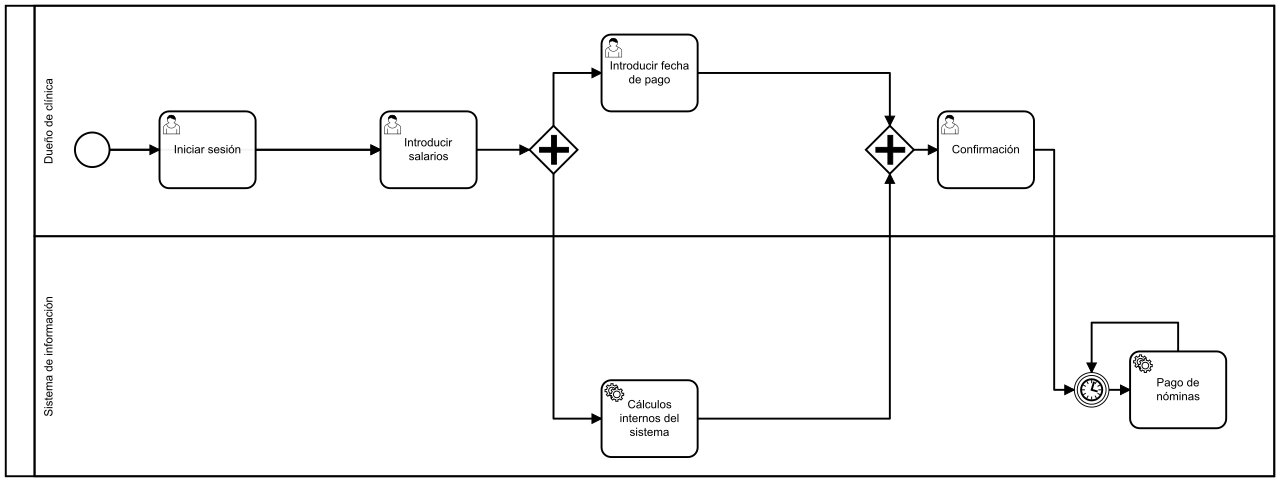 Dueño de clínica
Iniciar sesión
Introducir
salarios
Introducir fecha
de pago
Confirmación
Sistema de información
Cálculos
internos del
sistema
Pago de
nóminas